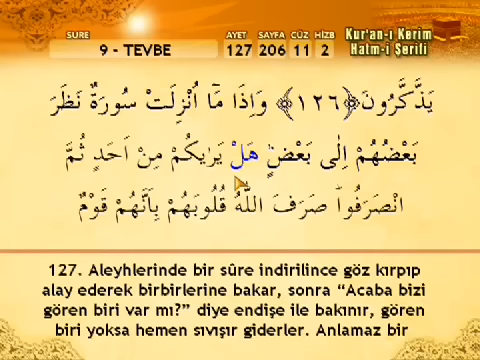 SURE AYET SAYFA CÜZ HİZB
9 - TEVBE 127 206 11 2
Kur'an-ı Kerim
Hatm-i Şerifi
يَذَّكَّرُونَ ﴿١٢٦﴾ وَاِذَا مَٓا اُنْزِلَتْ سُورَةٌ نَظَرَ
بَعْضُهُمْ اِلٰى بَعْضٍۜ هَلْ يَرٰيكُمْ مِنْ اَحَدٍ ثُمَّ
انْصَرَفُواۜ صَرَفَ اللّٰهُ قُلُوبَهُمْ بِاَنَّهُمْ قَوْمٌ
127. Aleyhlerinde bir sûre indirilince göz kırpıp
alay ederek birbirlerine bakar, sonra “Acaba bizi
gören biri var mı?” diye endişe ile bakınır, gören
biri yoksa hemen sıvışır giderler. Anlamaz bir